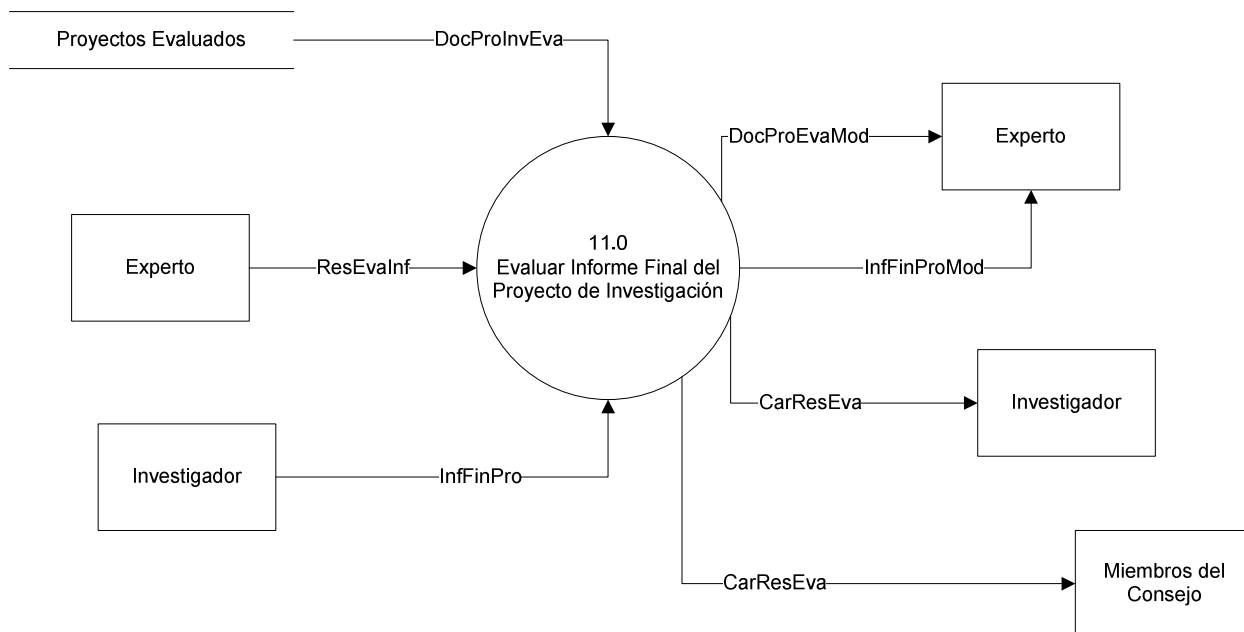 Proyectos Evaluados
DocProInvEva
DocProEvaMod
Experto
Experto
ResEvaInf
11.0
Evaluar Informe Final del
Proyecto de Investigación
InfFinProMod
CarResEva
Investigador
Investigador
InfFinPro
CarResEva
Miembros del
Consejo